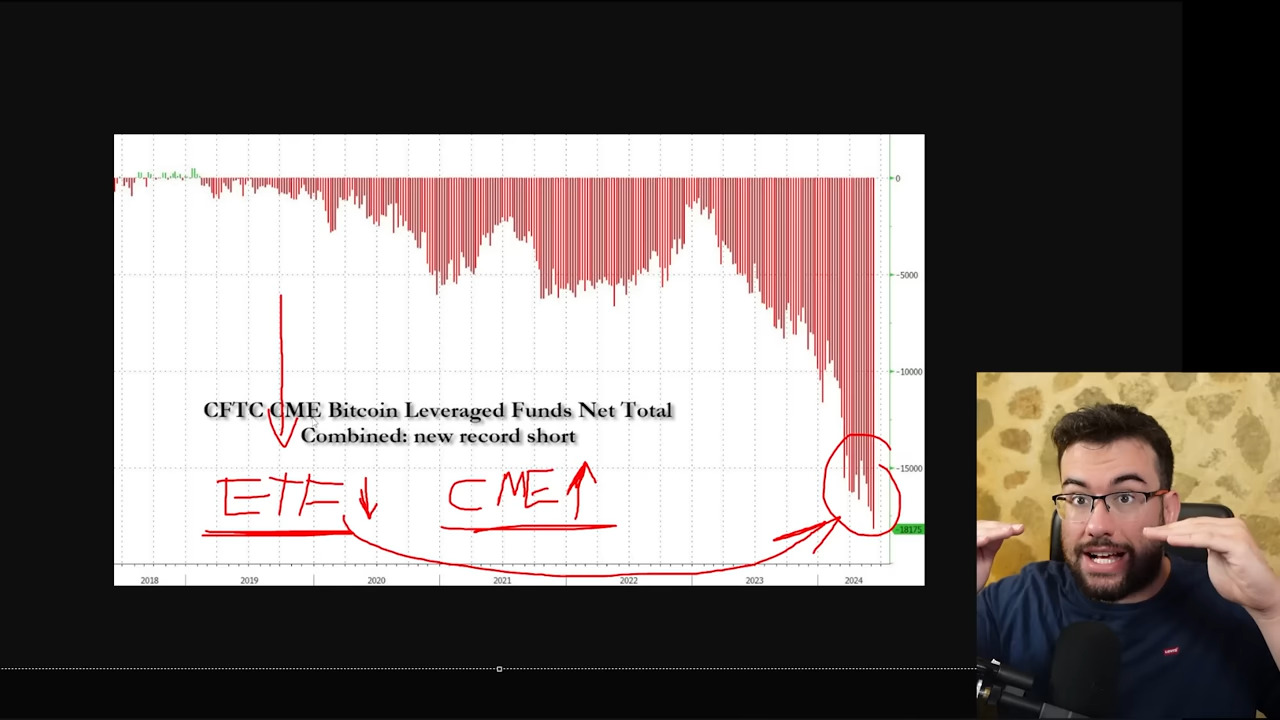 0
-5000
-10000
CFTC CME Bitcoin Leveraged Funds Net Total
Combined: new record short
-15000
ETF CME
-18175
2018 2019 2020 2021 2022 2023 2024
Levi's